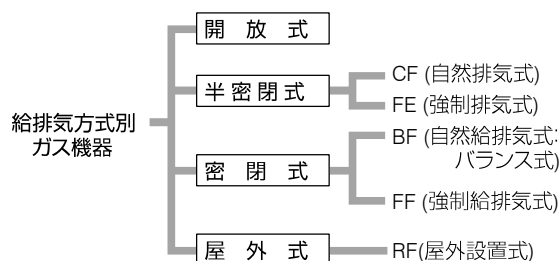 開放式
半密閉式
CF (自然排気式)
FE (強制排気式)
給排気方式別
ガス機器
BF (自然給排気式:
バランス式)
密閉式
FF (強制給排気式)
屋外式
RF(屋外設置式)